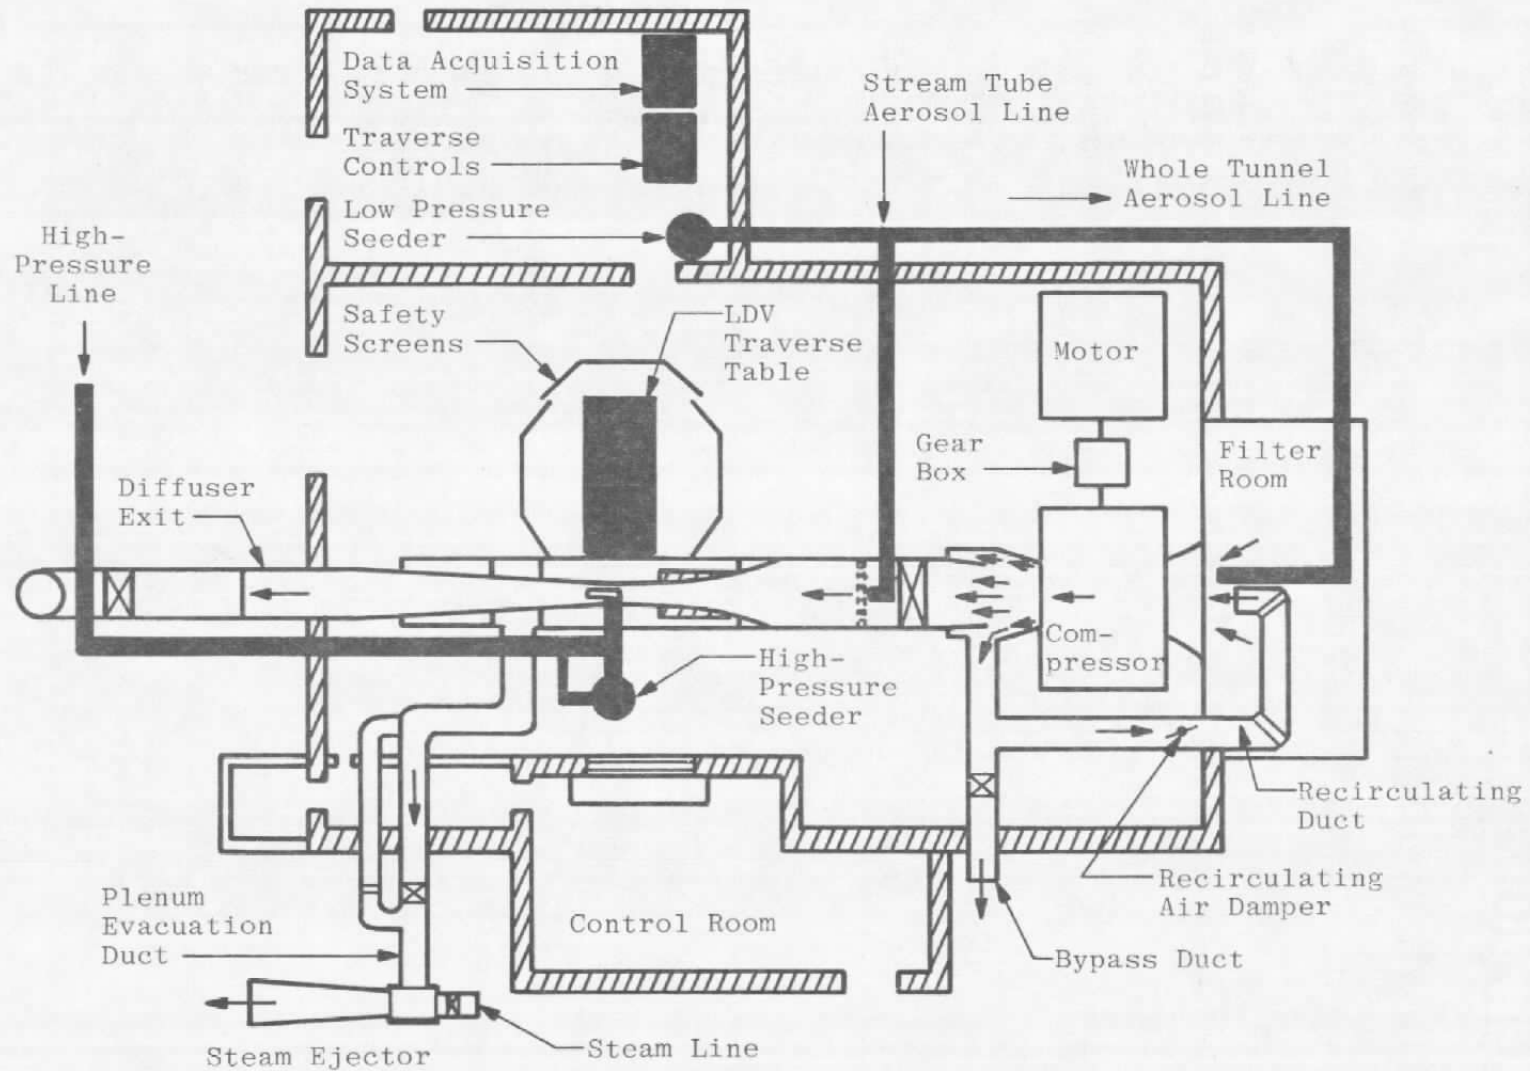 Data Acquisition
System
Traverse
Controls
Low Pressure
Seeder
Stream Tube
Aerosol Line
Whole Tunnel
Aerosol Line
High-
Pressure
Line
Safety
Screens
LDV
Traverse
Table
Motor
Gear
Box
Filter
Room
Diffuser
Exit
Com-
pressor
High-
Pressure
Seeder
Recirculating
Duct
Recirculating
Air Damper
Plenum
Evacuation
Duct
Control Room
Bypass Duct
Steam Line
Steam Ejector